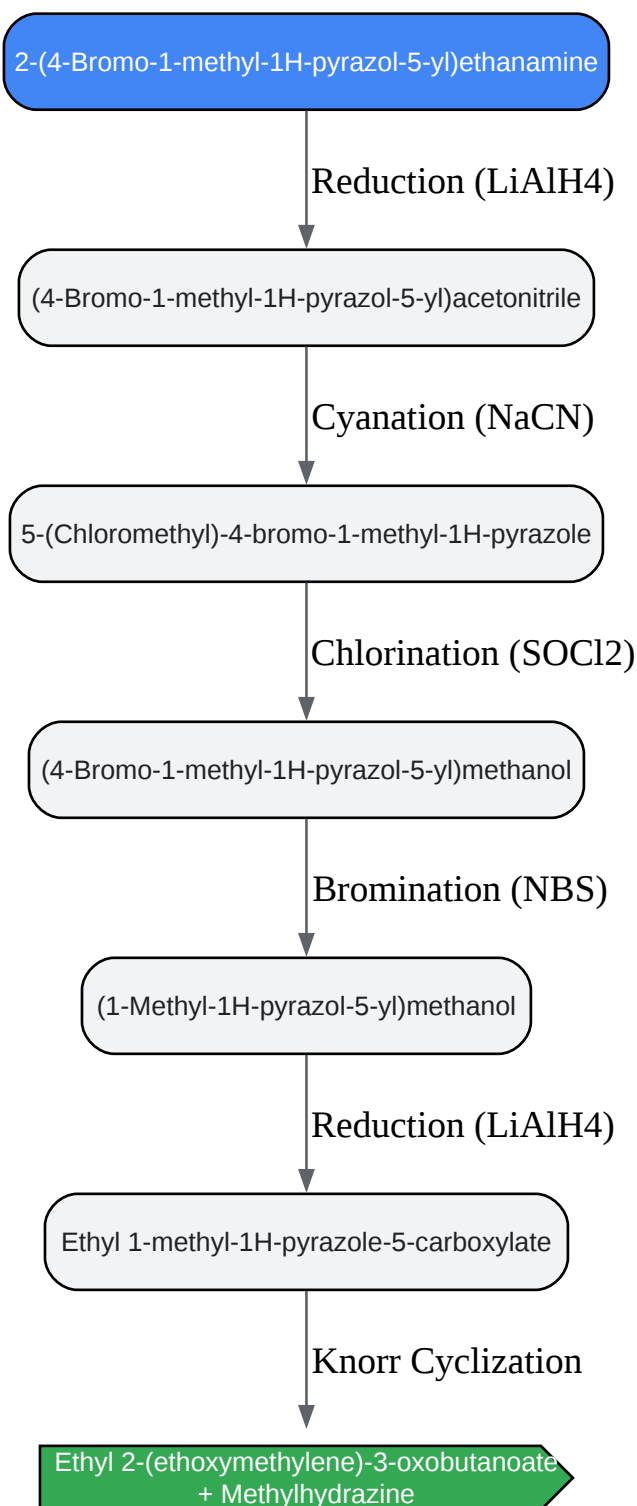 2-(4-Bromo-1-methyl-1H-pyrazol-5-yl)ethanamine
Reduction (LiAlH4)
(4-Bromo-1-methyl-1H-pyrazol-5-yl)acetonitrile
Cyanation (NaCN)
5-(Chloromethyl)-4-bromo-1-methyl-1H-pyrazole
Chlorination (SOCl2)
(4-Bromo-1-methyl-1H-pyrazol-5-yl)methanol
Bromination (NBS)
(1-Methyl-1H-pyrazol-5-yl)methanol
Reduction (LiAlH4)
Ethyl 1-methyl-1H-pyrazole-5-carboxylate
Knorr Cyclization
Ethyl 2-(ethoxymethylene)-3-oxobutanoate
+ Methylhydrazine